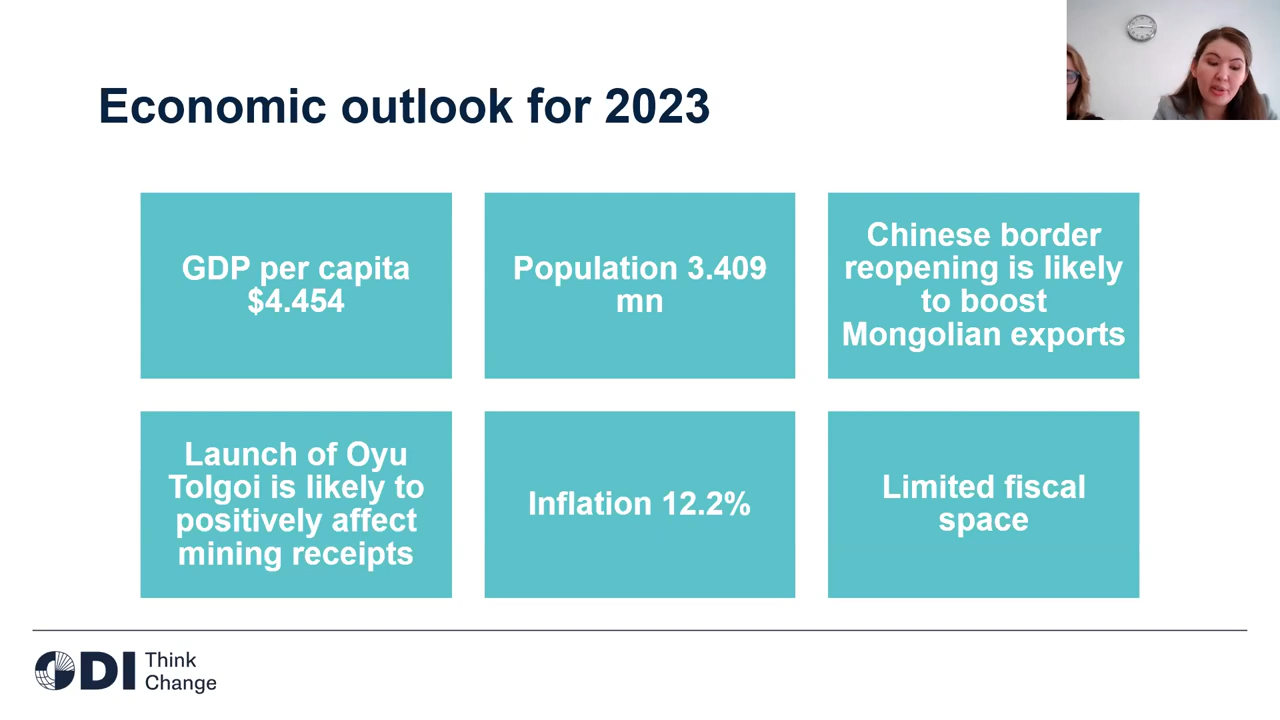 Economic outlook for 2023
GDP per capita
$4.454
Population 3.409
mn
Chinese border
reopening is likely
to boost
Mongolian exports
Launch of Oyu
Tolgoi is likely to
positively affect
mining receipts
Inflation 12.2%
Limited fiscal
space
ODI Think
Change